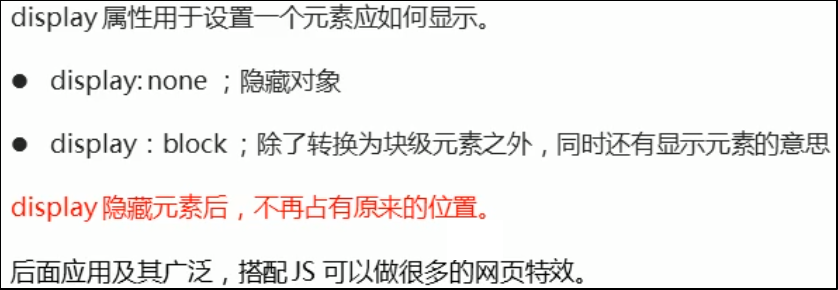 display 属性用于设置一个元素应如何显示。
● display: none ；隐藏对象
● display：block ；除了转换为块级元素之外，同时还有显示元素的意思
display 隐藏元素后，不再占有原来的位置。
后面应用及其广泛，搭配 JS 可以做很多的网页特效。